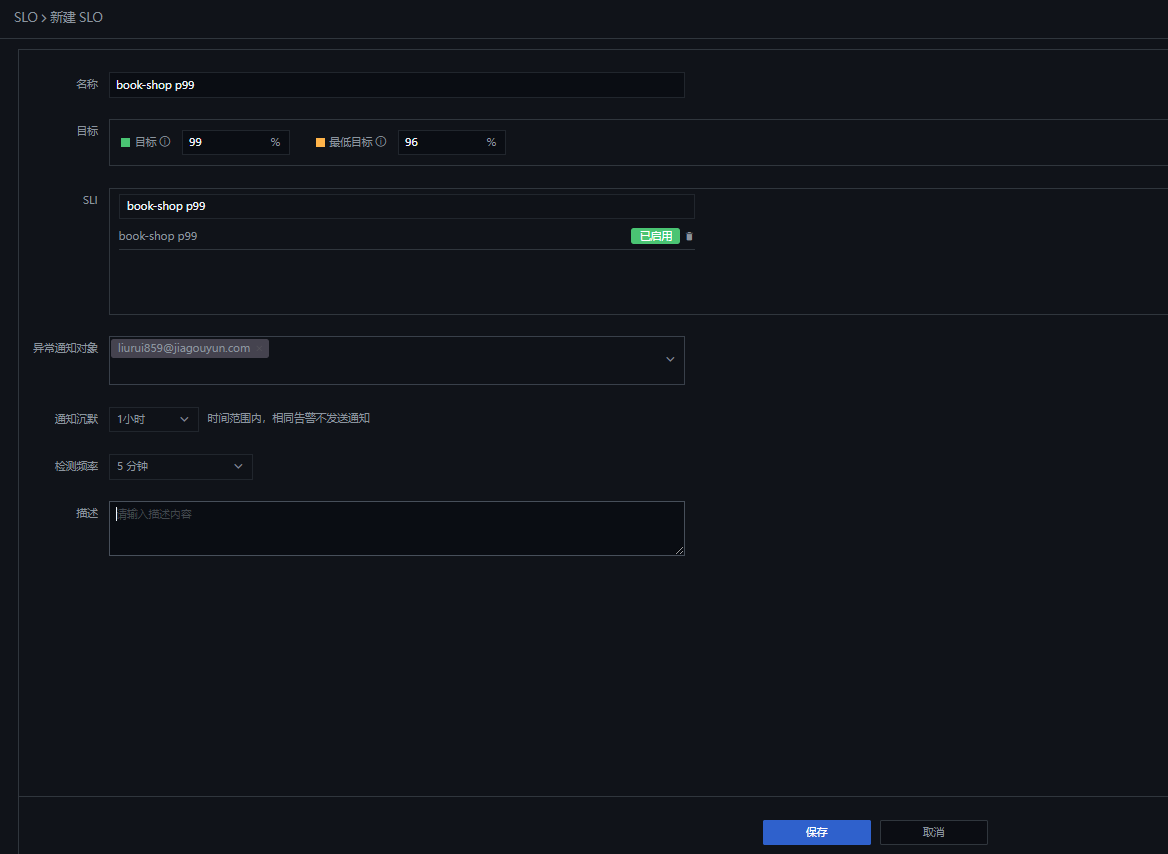 SLO > 新建 SLO
名称 book-shop p99
目标 目标 99 % 最低目标 96 %
SLI book-shop p99
book-shop p99 已启用
异常通知对象 liurui859@jiagouyun.com
通知沉默 1小时 时间范围内，相同告警不发送通知
检测频率 5 分钟
描述 请输入描述内容
保存 取消